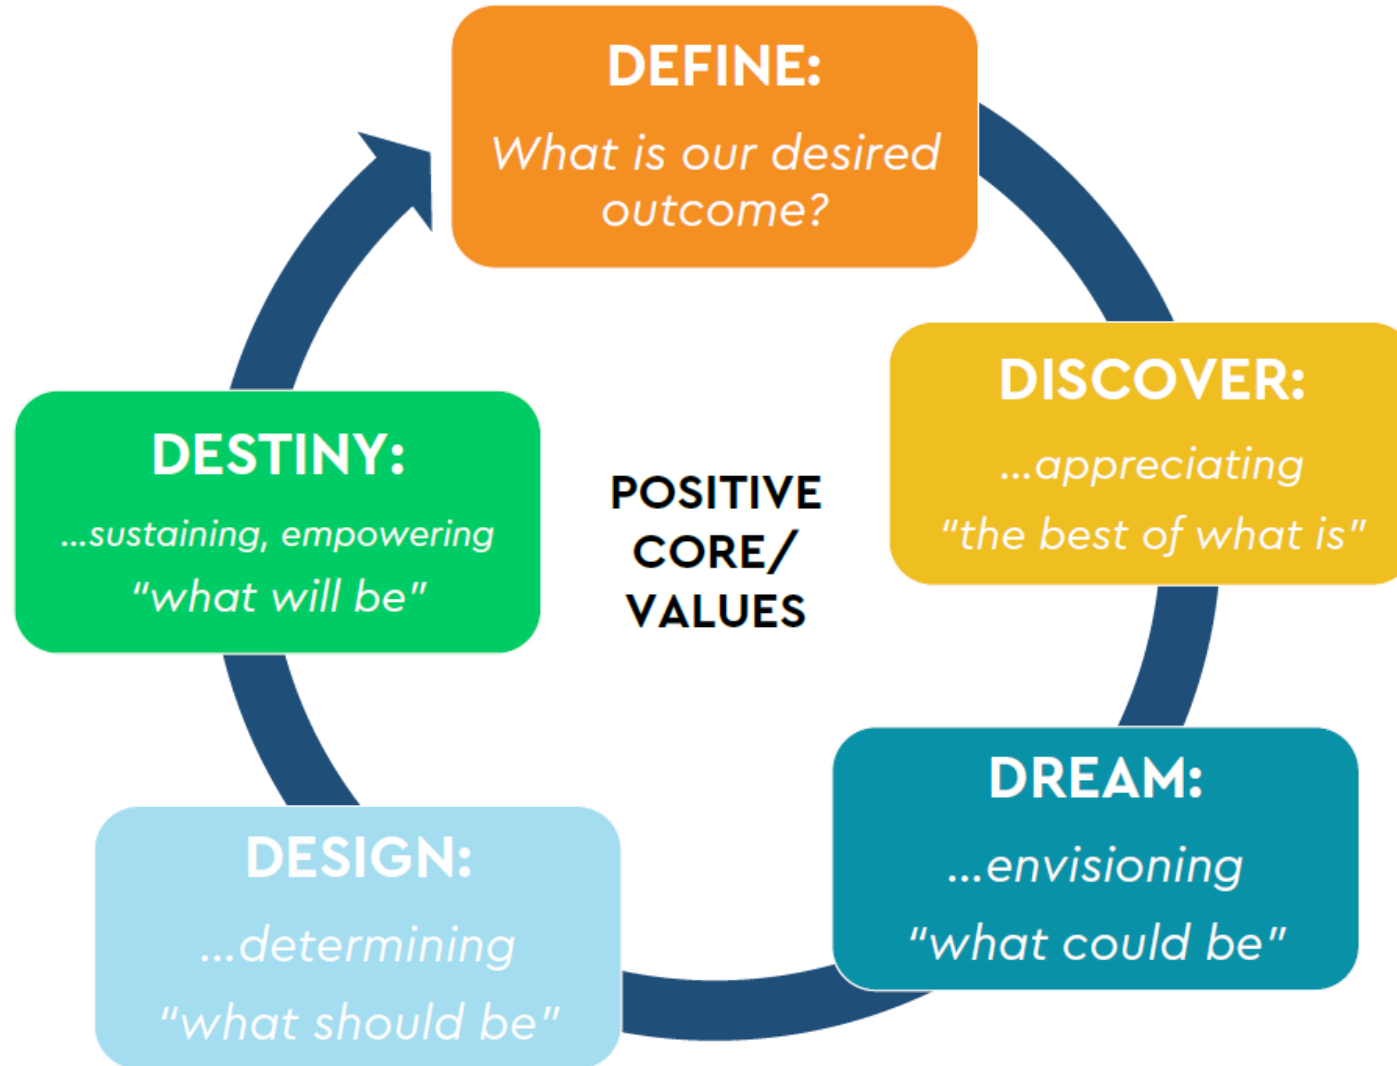 DEFINE:
What is our desired
outcome?
DISCOVER:
...appreciating
“the best of what is”
DREAM:
...envisioning
“what could be”
DESIGN:
...determining
“what should be”
DESTINY:
...sustaining, empowering
“what will be”
POSITIVE
CORE/
VALUES